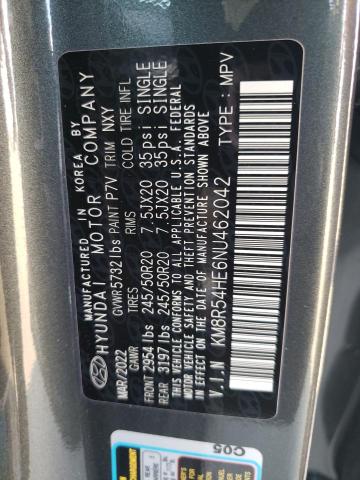 MANUFACTURED IN KOREA BY
HYUNDAI MOTOR COMPANY
MAR/2022 GVWR 5732 lbs PAINT P7V TRIM NXY
GAWR TIRES RIMS COLD TIRE INFL
FRONT 2954 lbs 245/50R20 7.5JX20 35psi SINGLE
REAR 3197 lbs 245/50R20 7.5JX20 35psi SINGLE
THIS VEHICLE CONFORMS TO ALL APPLICABLE U.S.A. FEDERAL
MOTOR VEHICLE SAFETY AND THEFT PREVENTION STANDARDS
IN EFFECT ON THE DATE OF MANUFACTURE SHOWN ABOVE.
V.I.N KM8R54HE6NU462042 TYPE : MPV
C05